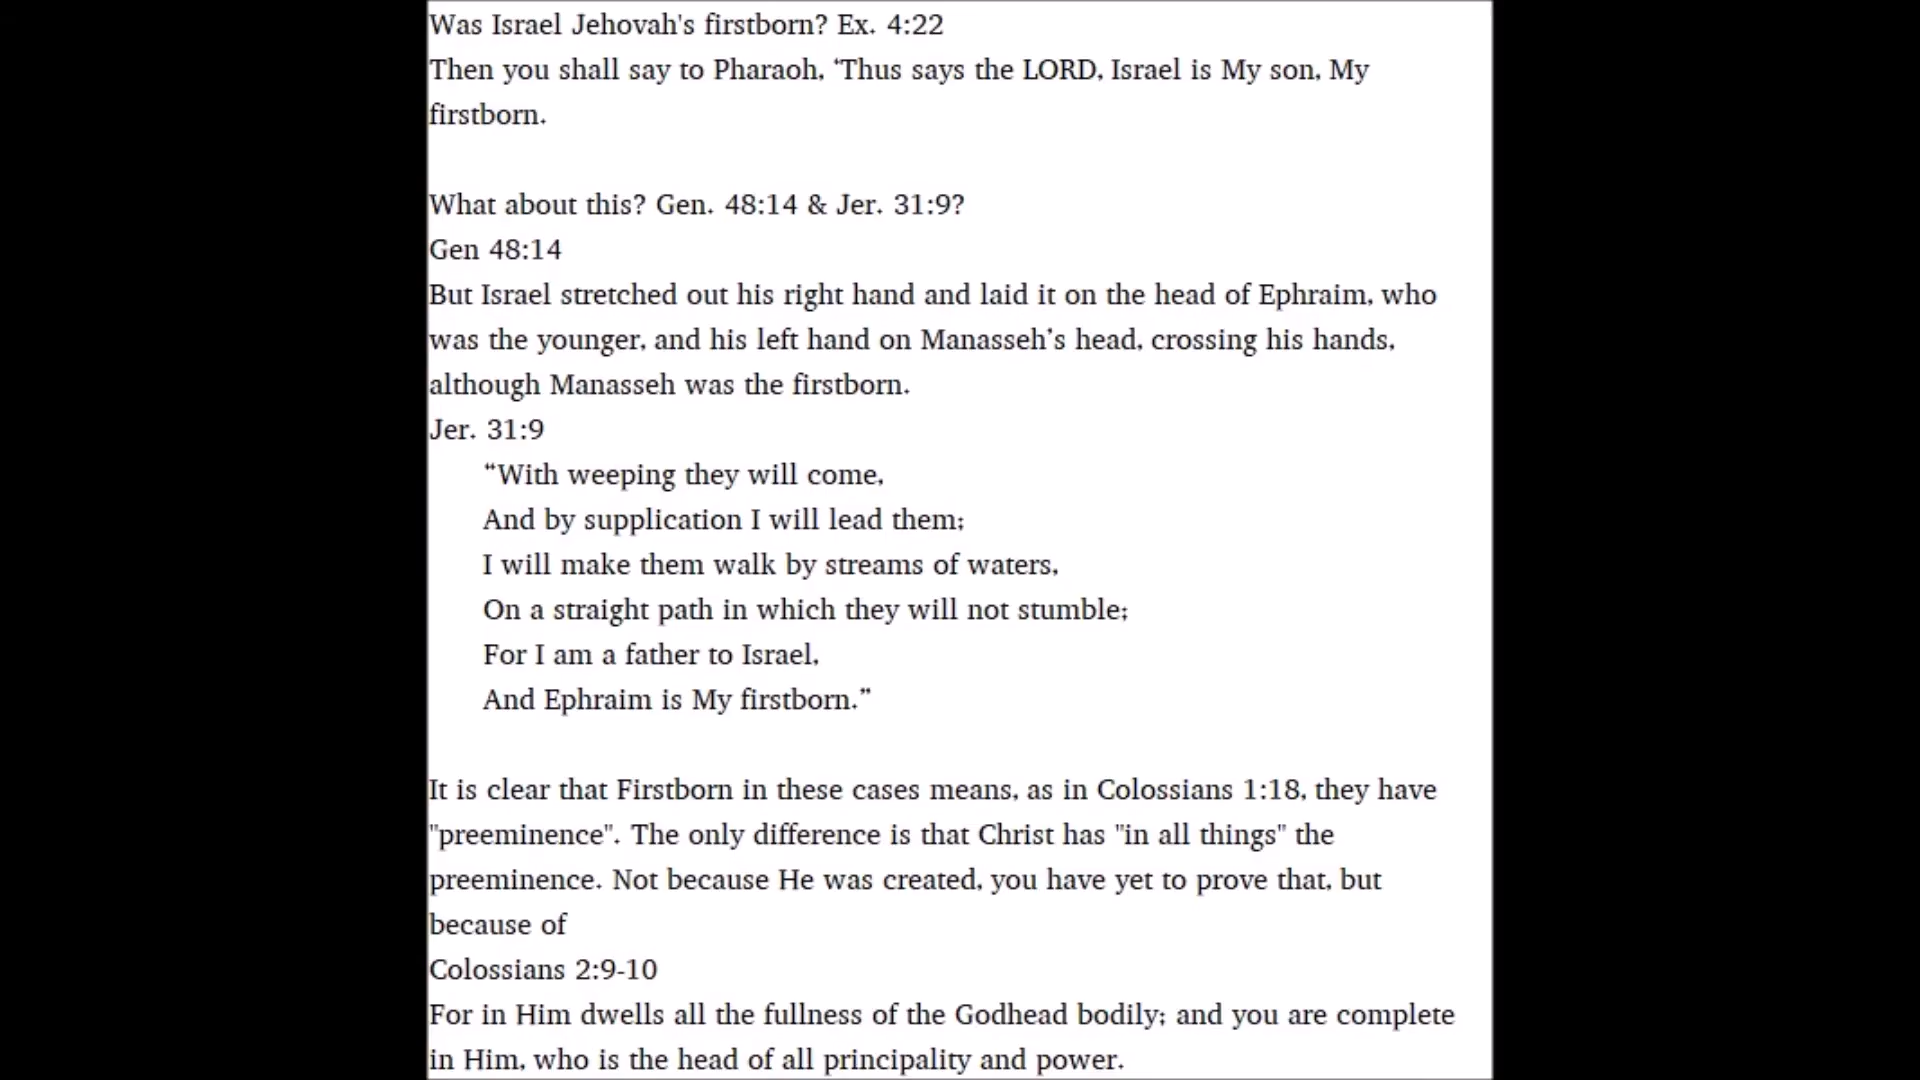 Was Israel Jehovah's firstborn? Ex. 4:22
Then you shall say to Pharaoh, ‘Thus says the LORD, Israel is My son, My
firstborn.
What about this? Gen. 48:14 & Jer. 31:9?
Gen 48:14
But Israel stretched out his right hand and laid it on the head of Ephraim, who
was the younger, and his left hand on Manasseh’s head, crossing his hands,
although Manasseh was the firstborn.
Jer. 31:9
“With weeping they will come,
And by supplication I will lead them;
I will make them walk by streams of waters,
On a straight path in which they will not stumble;
For I am a father to Israel,
And Ephraim is My firstborn.”
It is clear that Firstborn in these cases means, as in Colossians 1:18, they have
"preeminence". The only difference is that Christ has "in all things" the
preeminence. Not because He was created, you have yet to prove that, but
because of
Colossians 2:9-10
For in Him dwells all the fullness of the Godhead bodily; and you are complete
in Him, who is the head of all principality and power.